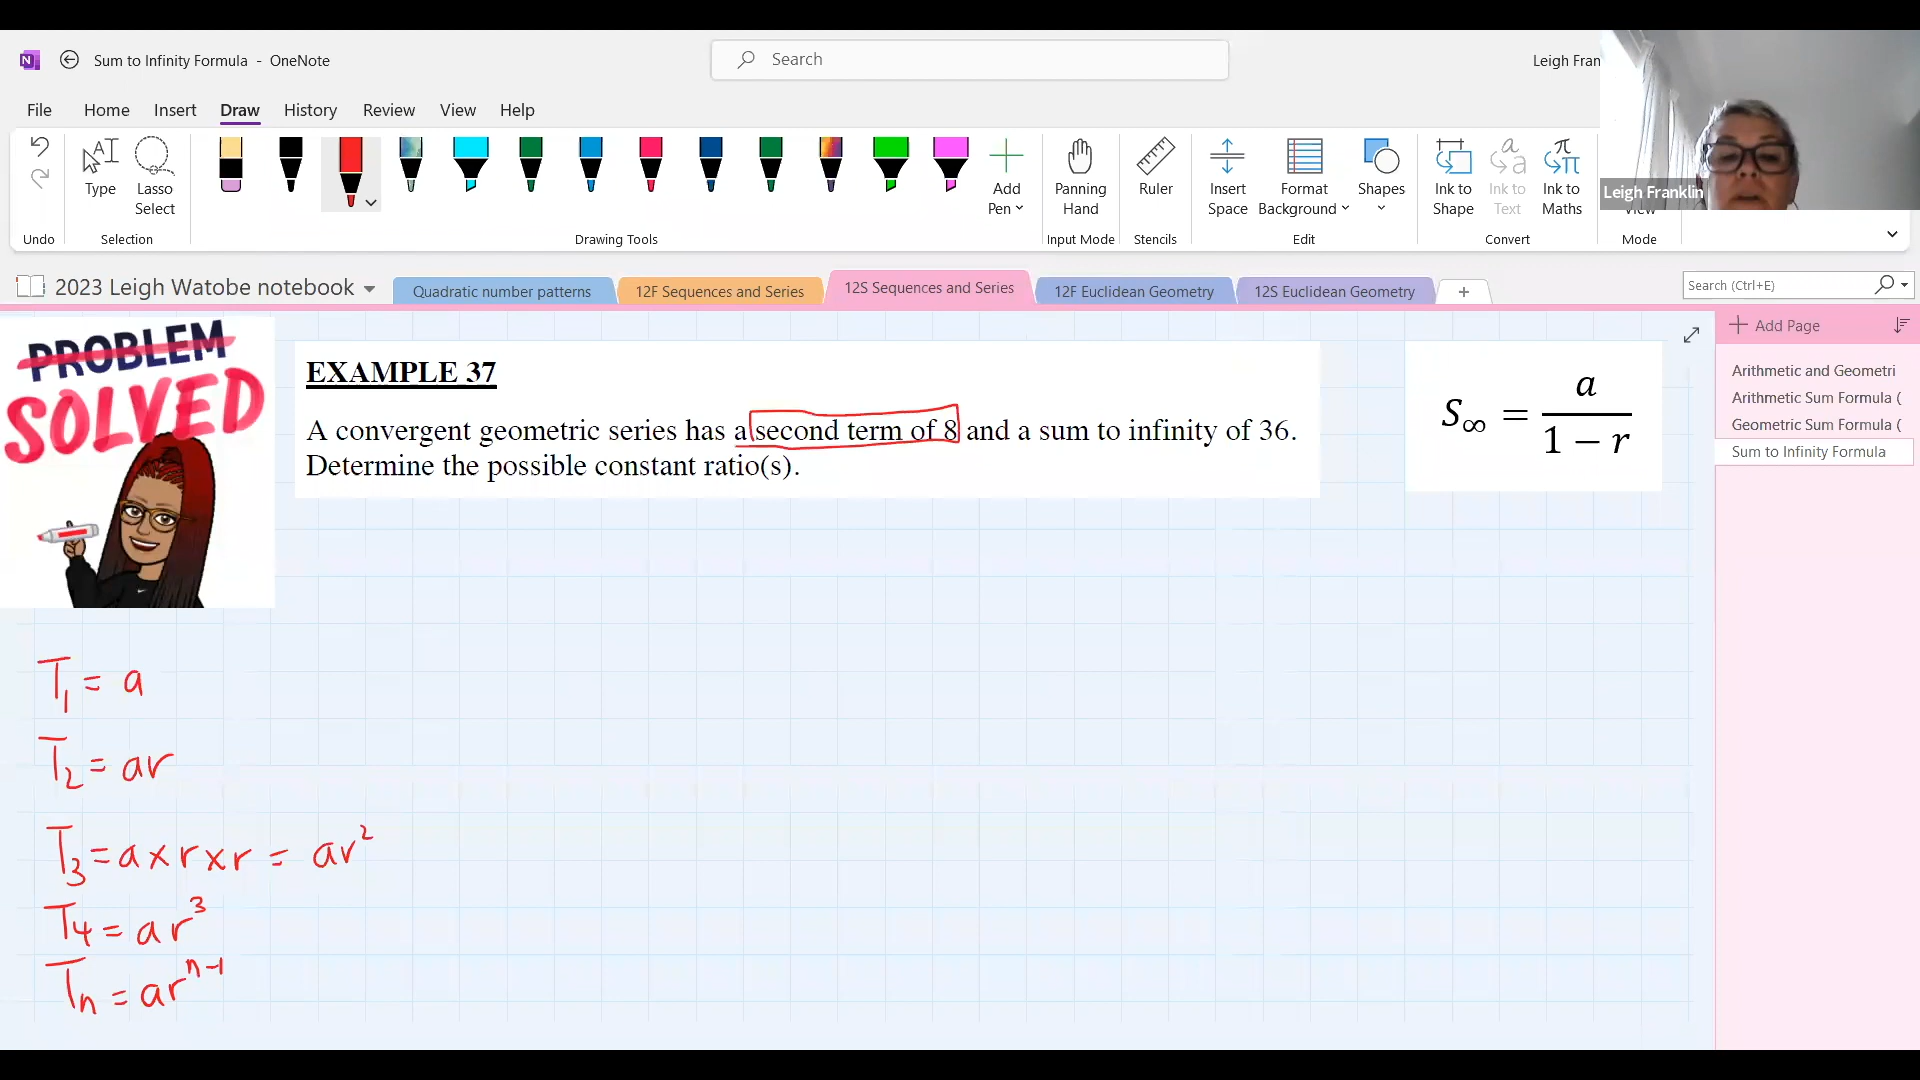 Sum to Infinity Formula - OneNote
Search
Leigh Fran
File Home Insert Draw History Review View Help
Type
Lasso Select
Add Pen
Panning Hand
Ruler
Insert Space
Format Background
Shapes
Ink to Shape
Ink to Text
Ink to Maths
View
Leigh Franklin
Undo Selection Drawing Tools Input Mode Stencils Edit Convert Mode
2023 Leigh Watobe notebook
Quadratic number patterns
12F Sequences and Series
12S Sequences and Series
12F Euclidean Geometry
12S Euclidean Geometry
Search (Ctrl+E)
Add Page
Arithmetic and Geometri
Arithmetic Sum Formula (
Geometric Sum Formula (
Sum to Infinity Formula
PROBLEM
SOLVED
EXAMPLE 37
A convergent geometric series has a second term of 8 and a sum to infinity of 36.
Determine the possible constant ratio(s).
S∞ = a / (1 − r)
T₁ = a
T₂ = ar
T₃ = a × r × r = ar²
T₄ = ar³
Tₙ = arⁿ⁻¹